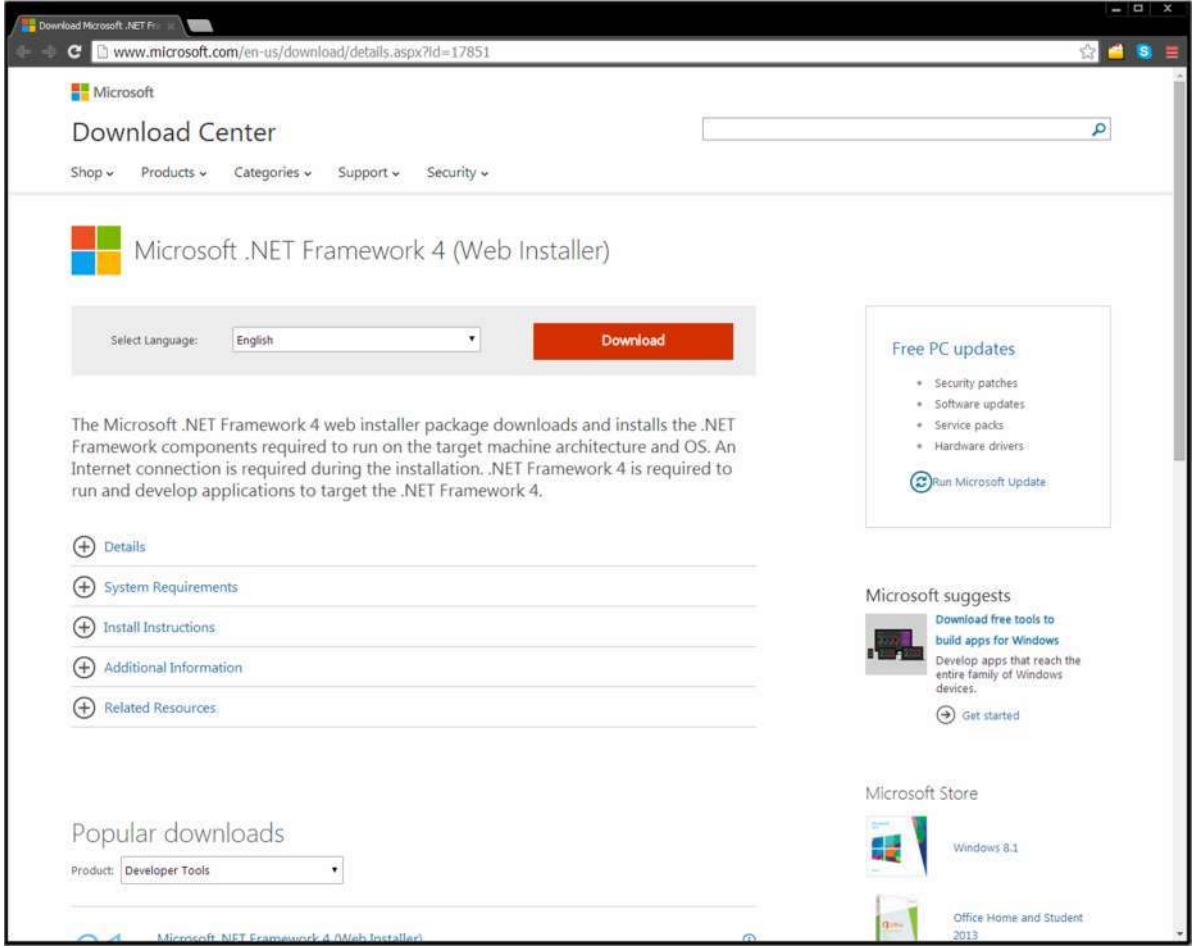 Download Microsoft .NET Fr
www.microsoft.com/en-us/download/details.aspx?id=17851
Microsoft
Download Center
Shop Products Categories Support Security
Microsoft .NET Framework 4 (Web Installer)
Select Language: English Download
The Microsoft .NET Framework 4 web installer package downloads and installs the .NET
Framework components required to run on the target machine architecture and OS. An
Internet connection is required during the installation. .NET Framework 4 is required to
run and develop applications to target the .NET Framework 4.
Details
System Requirements
Install Instructions
Additional Information
Related Resources
Popular downloads
Product: Developer Tools
Microsoft .NET Framework 4 (Web Installer)
Free PC updates
Security patches
Software updates
Service packs
Hardware drivers
Run Microsoft Update
Microsoft suggests
Download free tools to
build apps for Windows
Develop apps that reach the
entire family of Windows
devices.
Get started
Microsoft Store
Windows 8.1
Office Home and Student
2013